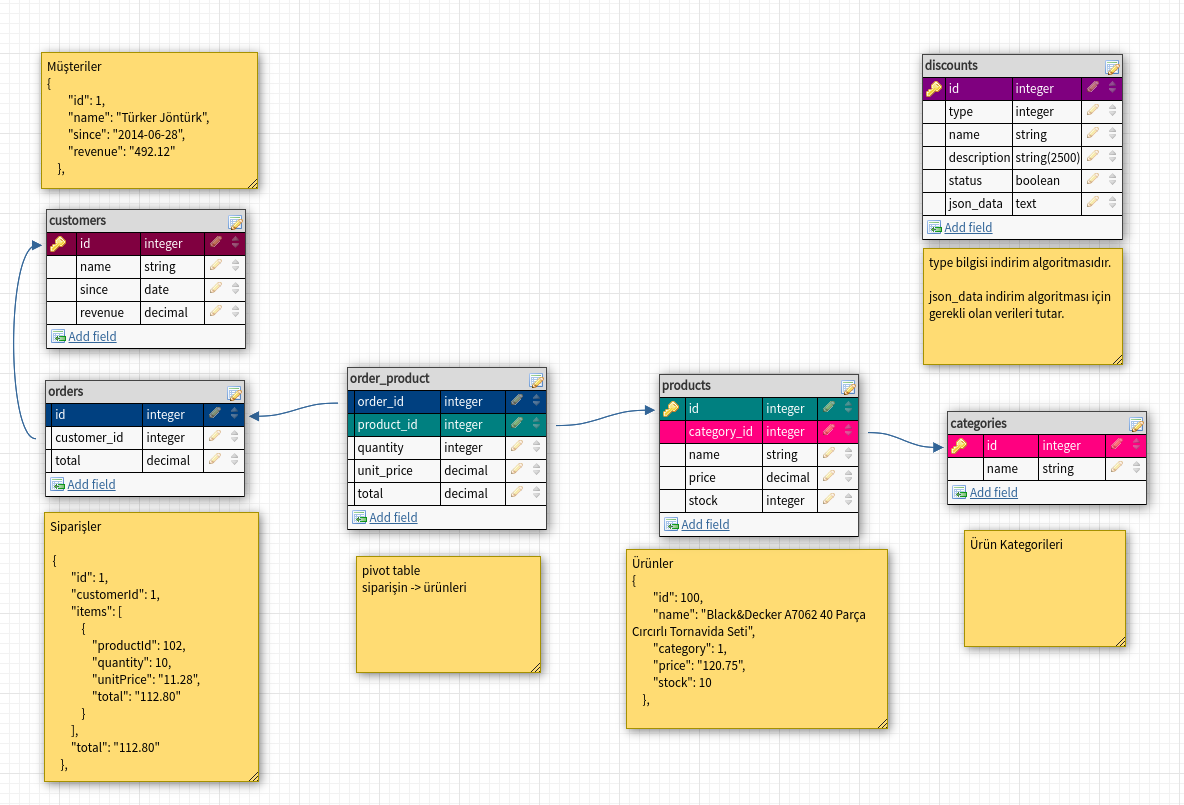 Müşteriler
{
"id": 1,
"name": "Türker Jöntürk",
"since": "2014-06-28",
"revenue": "492.12"
},
customers
id integer
name string
since date
revenue decimal
Add field
orders
id integer
customer_id integer
total decimal
Add field
Siparişler
{
"id": 1,
"customerId": 1,
"items": [
{
"productId": 102,
"quantity": 10,
"unitPrice": "11.28",
"total": "112.80"
}
],
"total": "112.80"
},
order_product
order_id integer
product_id integer
quantity integer
unit_price decimal
total decimal
Add field
pivot table
siparişin -> ürünleri
products
id integer
category_id integer
name string
price decimal
stock integer
Add field
Ürünler
{
"id": 100,
"name": "Black&Decker A7062 40 Parça
Cırcırlı Tornavida Seti",
"category": 1,
"price": "120.75",
"stock": 10
},
discounts
id integer
type integer
name string
description string(2500)
status boolean
json_data text
Add field
type bilgisi indirim algoritmasıdır.
json_data indirim algoritması için
gerekli olan verileri tutar.
categories
id integer
name string
Add field
Ürün Kategorileri